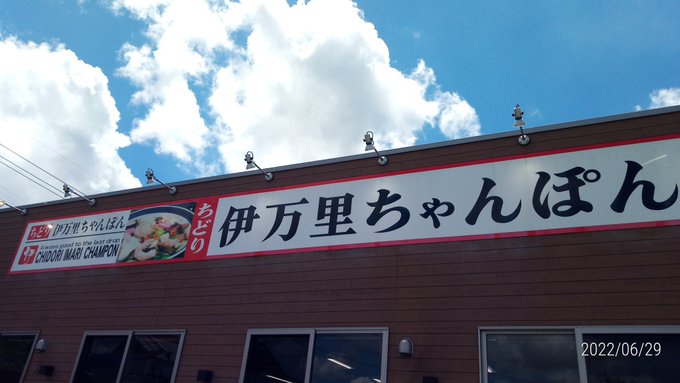 ちどり 伊万里ちゃんぽん
Always good to the last drop
CHIDORI IMARI CHAMPON
ちどり
伊万里ちゃんぽん
2022/06/29